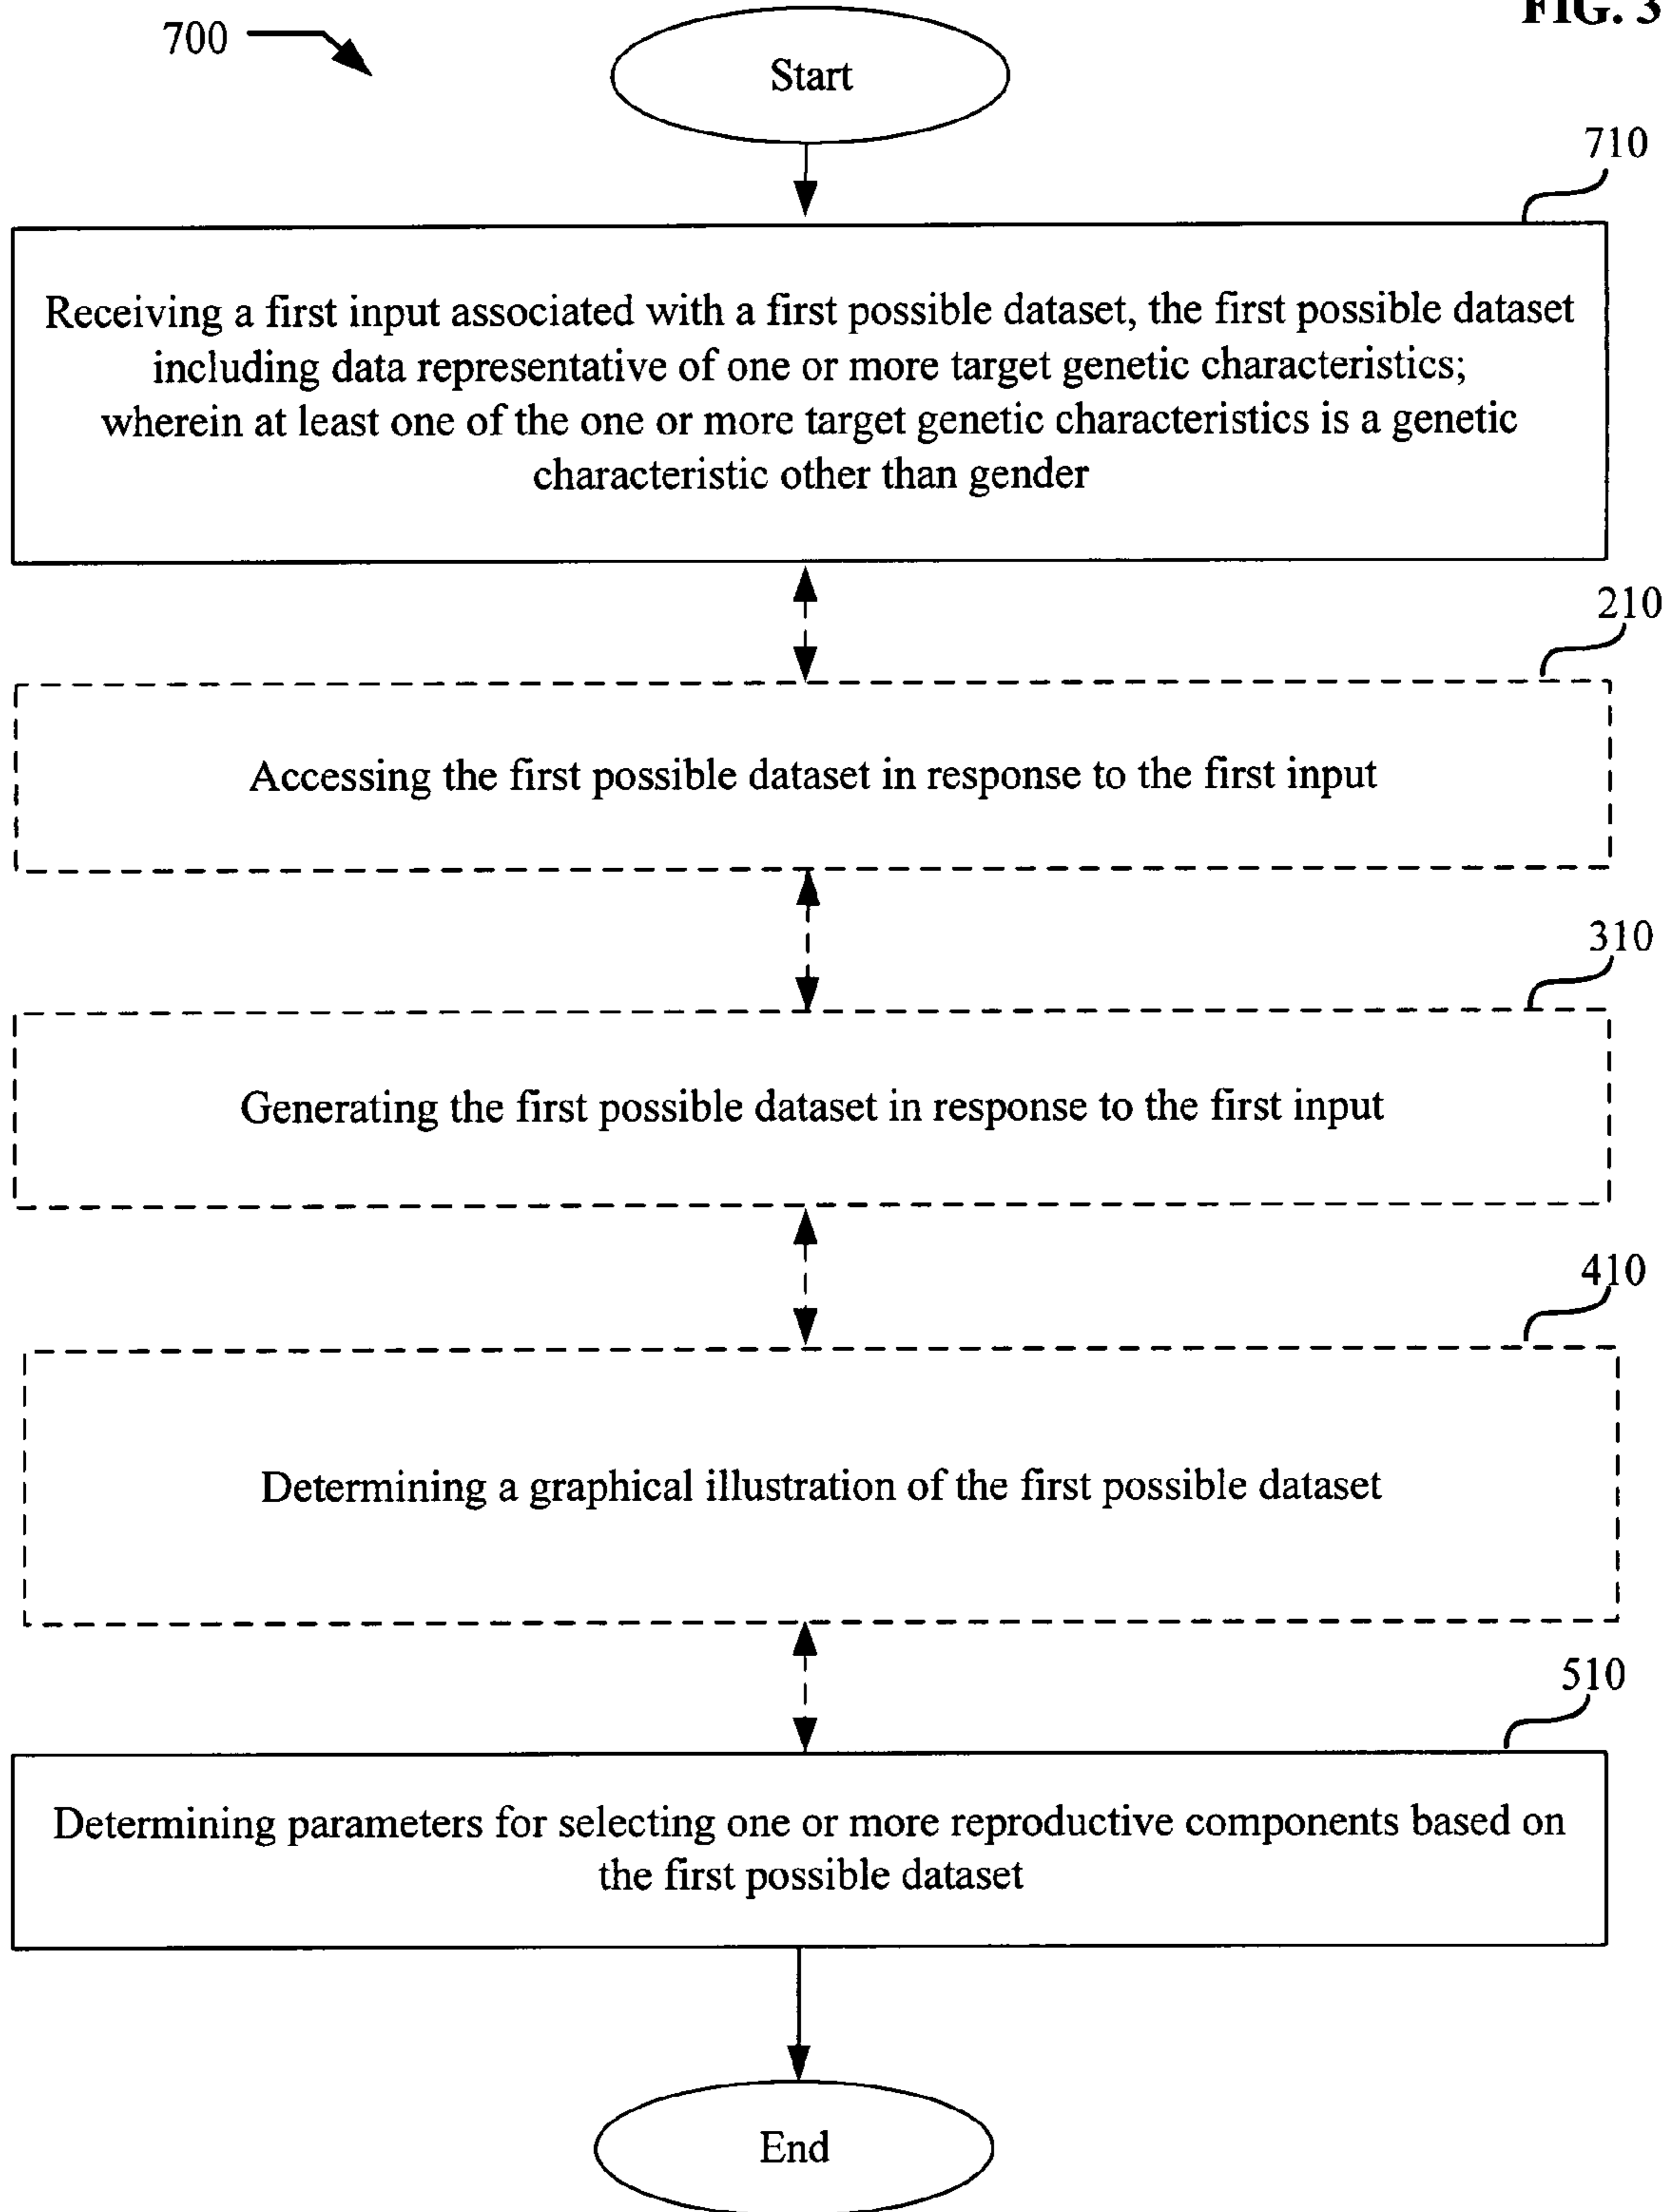 FIG. 3
700
Start
710
Receiving a first input associated with a first possible dataset, the first possible dataset
including data representative of one or more target genetic characteristics;
wherein at least one of the one or more target genetic characteristics is a genetic
characteristic other than gender
210
Accessing the first possible dataset in response to the first input
310
Generating the first possible dataset in response to the first input
410
Determining a graphical illustration of the first possible dataset
510
Determining parameters for selecting one or more reproductive components based on
the first possible dataset
End